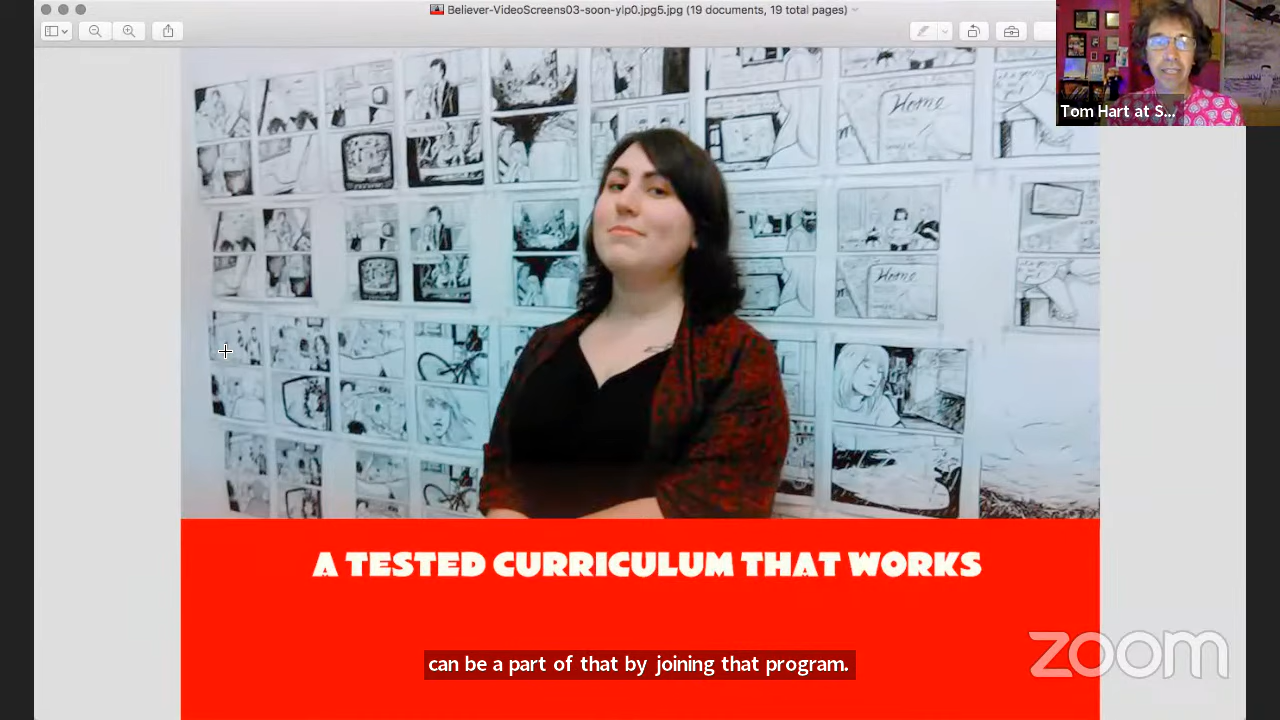 Believer-VideoScreens03-soon-ylp0.jpg5.jpg (19 documents, 19 total pages)
Tom Hart at S...
Home
Home
A TESTED CURRICULUM THAT WORKS
can be a part of that by joining that program.
zoom